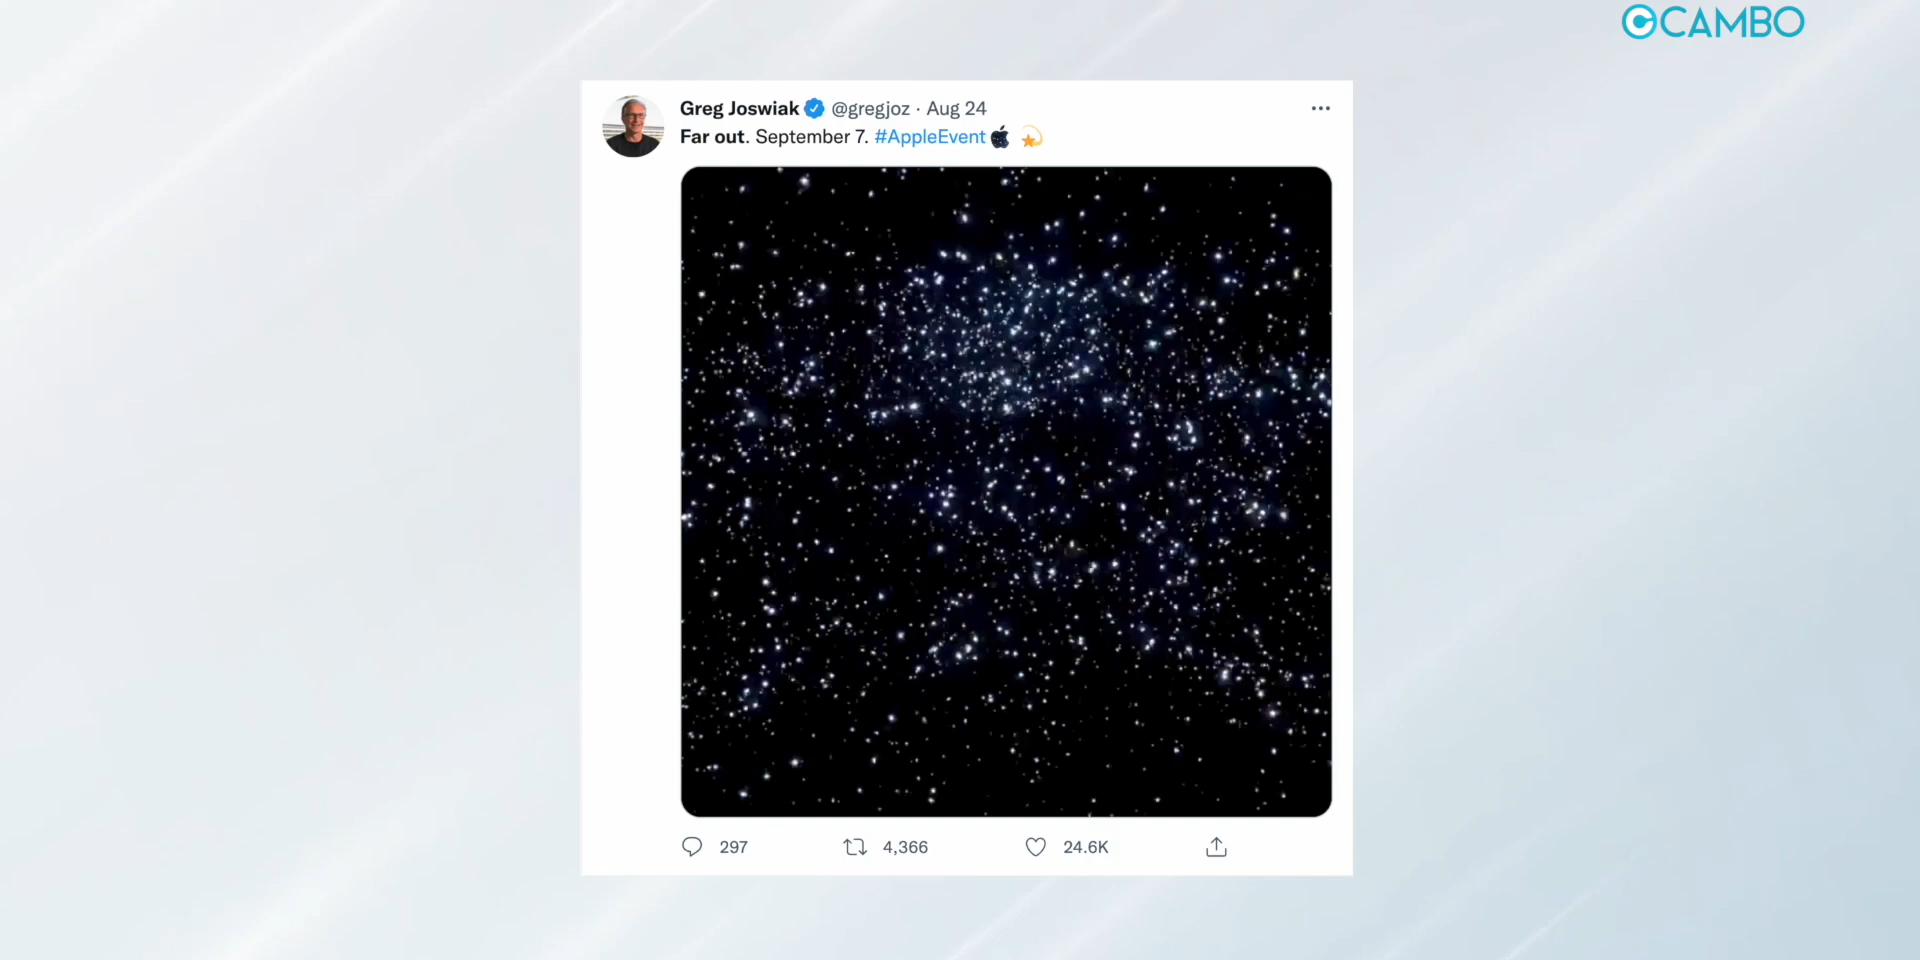 CAMBO
Greg Joswiak @gregjoz · Aug 24
Far out. September 7. #AppleEvent
297 4,366 24.6K